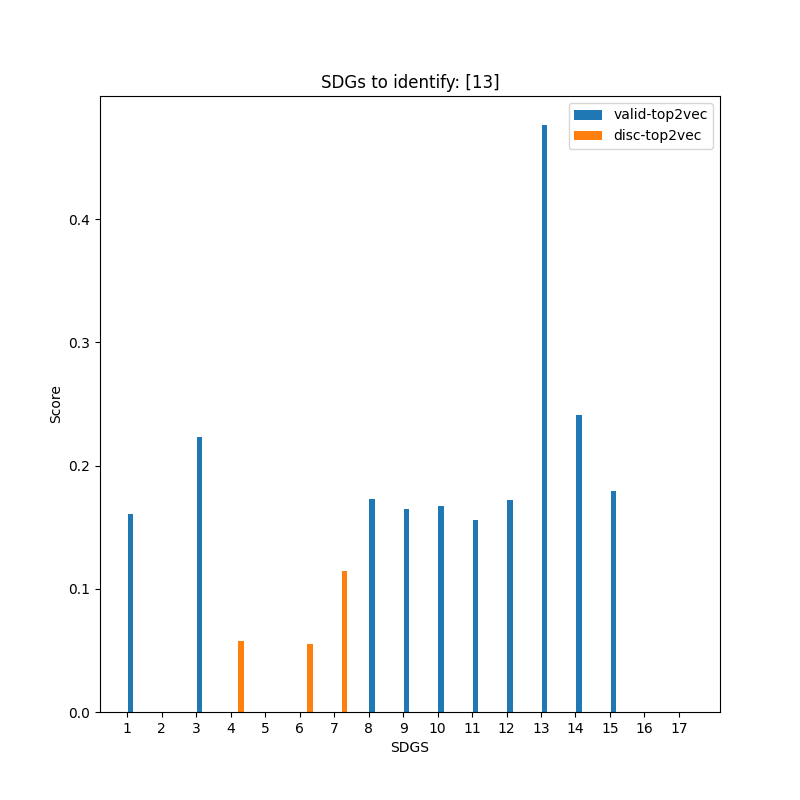 SDGs to identify: [13]
valid-top2vec
disc-top2vec
0.4
0.3
0.2
0.1
0.0
Score
1 2 3 4 5 6 7 8 9 10 11 12 13 14 15 16 17
SDGS